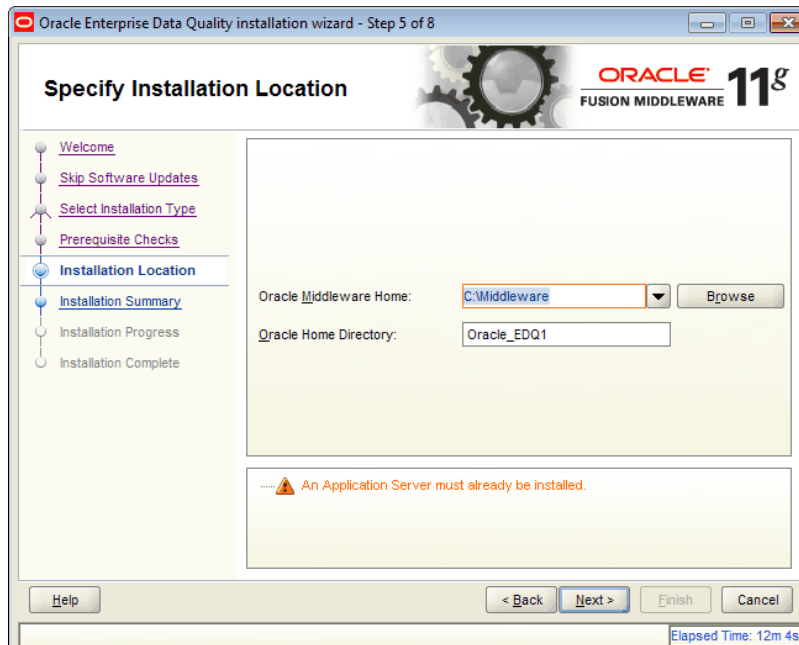 Oracle Enterprise Data Quality installation wizard - Step 5 of 8
Specify Installation Location
ORACLE
FUSION MIDDLEWARE 11g
Welcome
Skip Software Updates
Select Installation Type
Prerequisite Checks
Installation Location
Installation Summary
Installation Progress
Installation Complete
Oracle Middleware Home: C:\Middleware Browse
Oracle Home Directory: Oracle_EDQ1
An Application Server must already be installed.
Help < Back Next > Finish Cancel
Elapsed Time: 12m 4s